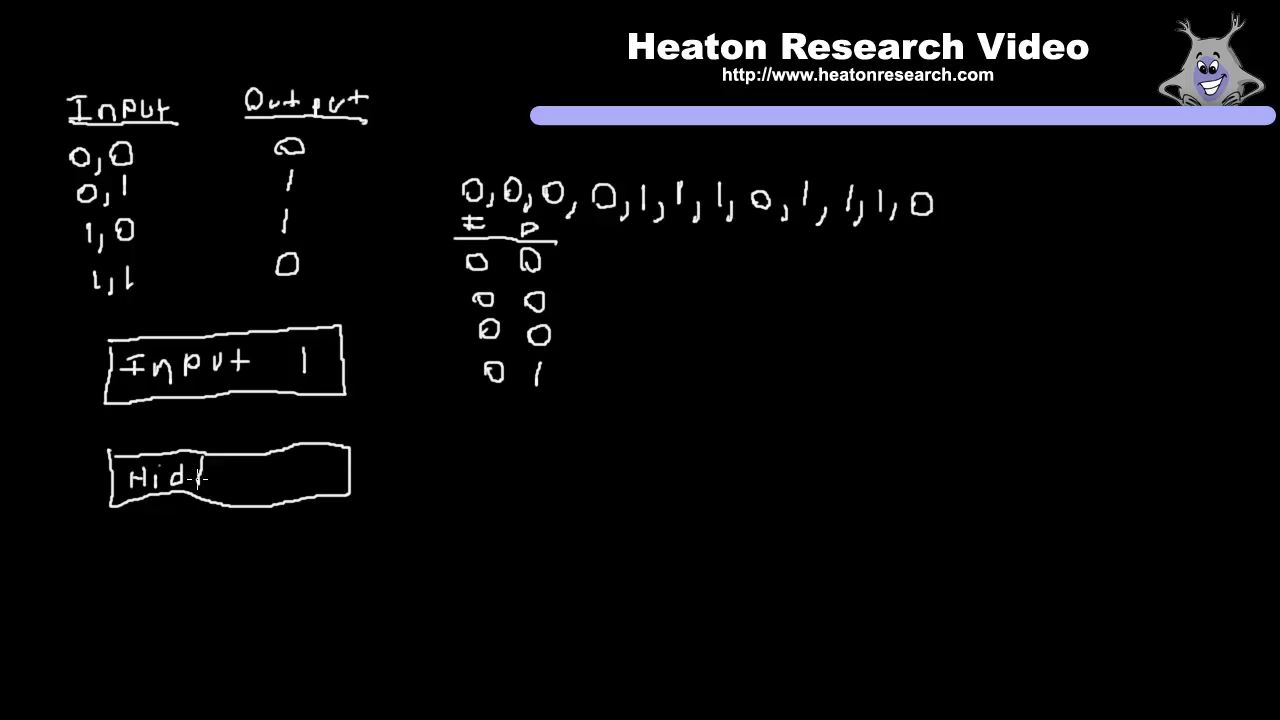 Heaton Research Video
http://www.heatonresearch.com
Input Output
0,0 0
0,1 1
1,0 1
1,1 0
0,0,0,0,1,1,1,0,1,1,1,0
I P
0 0
0 0
0 0
0 1
Input 1
Hid